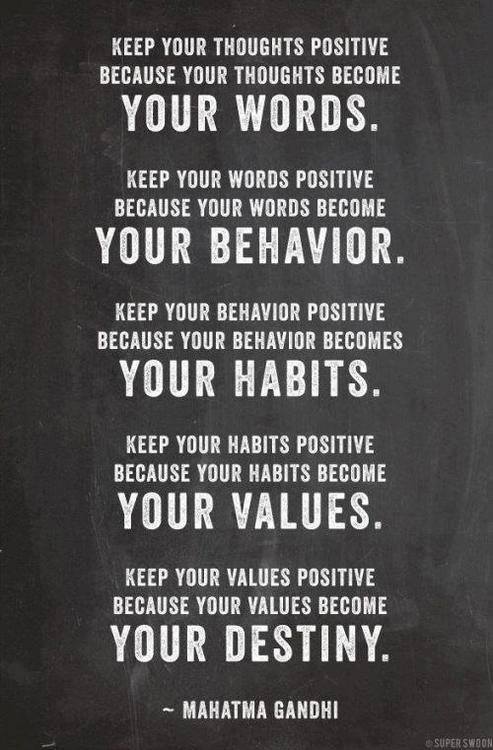 KEEP YOUR THOUGHTS POSITIVE
BECAUSE YOUR THOUGHTS BECOME
YOUR WORDS.
KEEP YOUR WORDS POSITIVE
BECAUSE YOUR WORDS BECOME
YOUR BEHAVIOR.
KEEP YOUR BEHAVIOR POSITIVE
BECAUSE YOUR BEHAVIOR BECOMES
YOUR HABITS.
KEEP YOUR HABITS POSITIVE
BECAUSE YOUR HABITS BECOME
YOUR VALUES.
KEEP YOUR VALUES POSITIVE
BECAUSE YOUR VALUES BECOME
YOUR DESTINY.
~ MAHATMA GANDHI
© SUPER SWOON